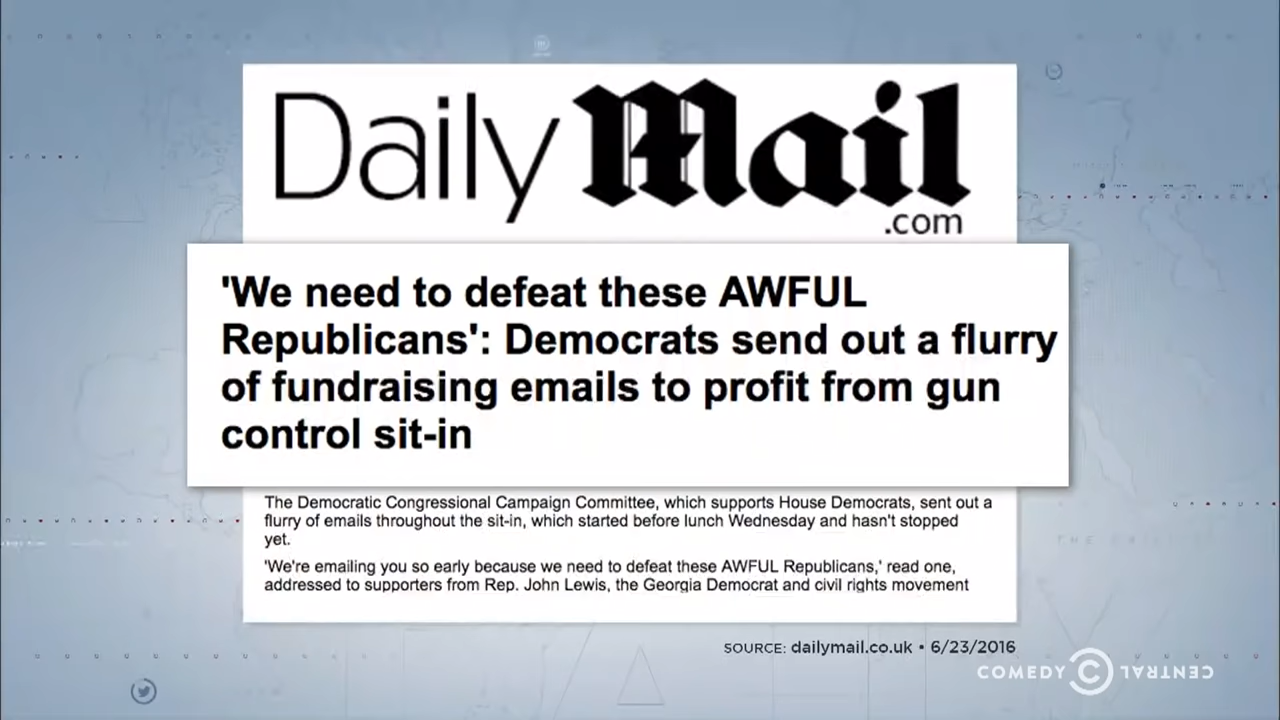 Daily Mail
.com
'We need to defeat these AWFUL
Republicans': Democrats send out a flurry
of fundraising emails to profit from gun
control sit-in
The Democratic Congressional Campaign Committee, which supports House Democrats, sent out a
flurry of emails throughout the sit-in, which started before lunch Wednesday and hasn't stopped
yet.
'We're emailing you so early because we need to defeat these AWFUL Republicans,' read one,
addressed to supporters from Rep. John Lewis, the Georgia Democrat and civil rights movement
SOURCE: dailymail.co.uk • 6/23/2016
COMEDY CENTRAL